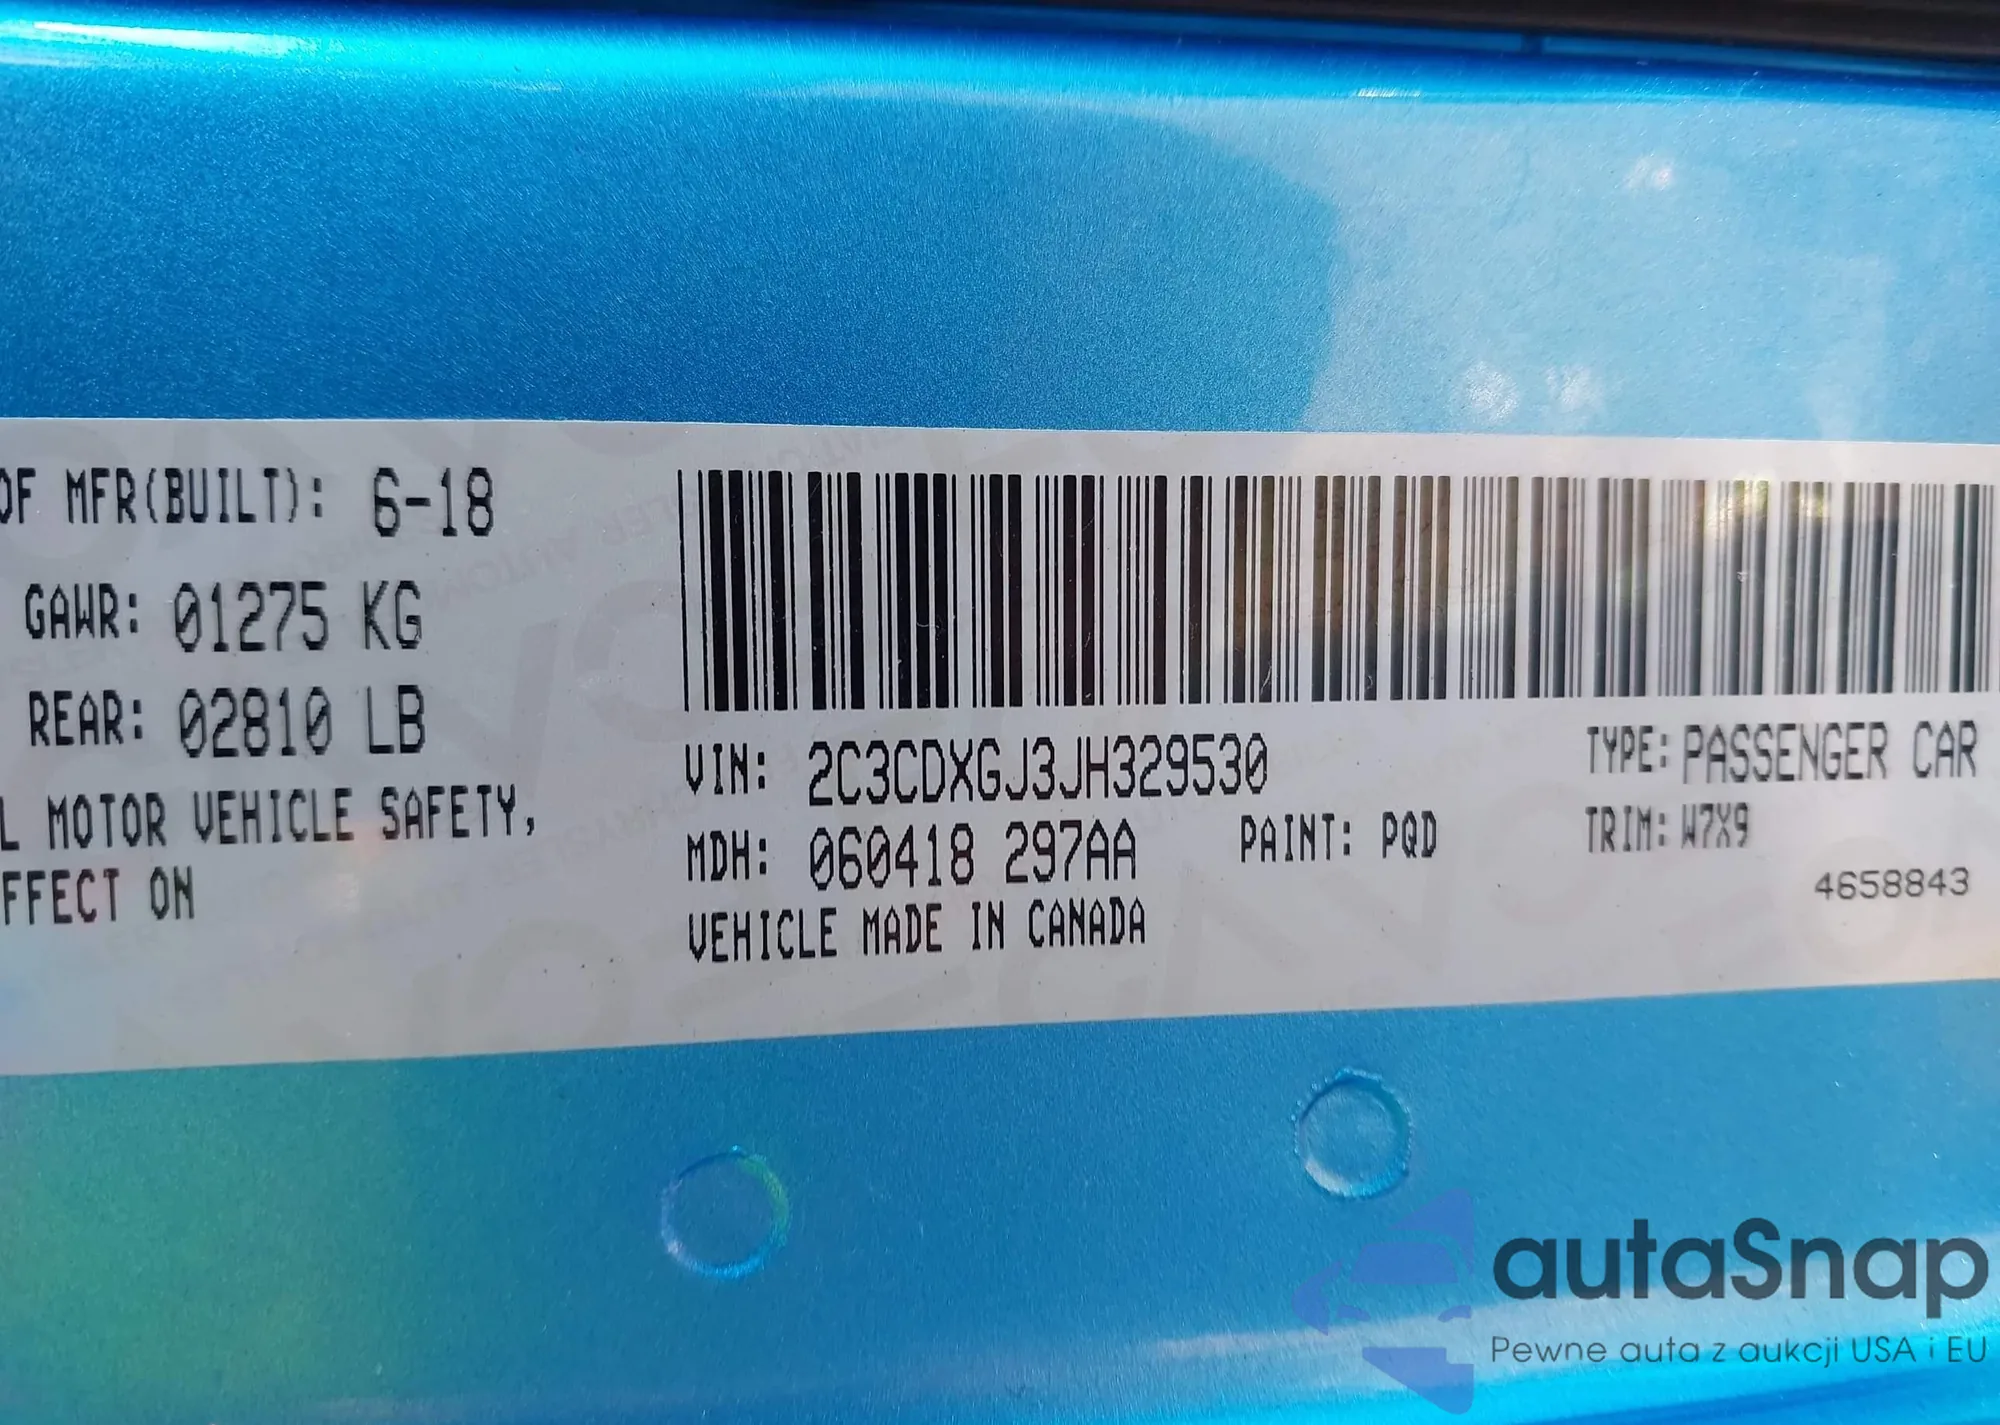 OF MFR(BUILT): 6-18
GAWR: 01275 KG
REAR: 02810 LB
L MOTOR VEHICLE SAFETY,
FFECT ON
VIN: 2C3CDXGJ3JH329530
TYPE: PASSENGER CAR
MDH: 060418 297AA
PAINT: PQD
TRIM: W7X9
VEHICLE MADE IN CANADA
4658843
autaSnap
Pewne auta z aukcji USA i EU